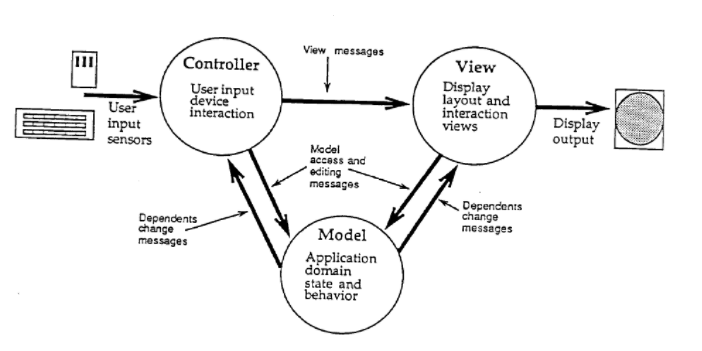 View messages
Controller
User input
device
interaction
View
Display
layout and
interaction
views
User
input
sensors
Display
output
Model
access and
editing
messages
Dependents
change
messages
Dependents
change
messages
Model
Application
domain
state and
behavior